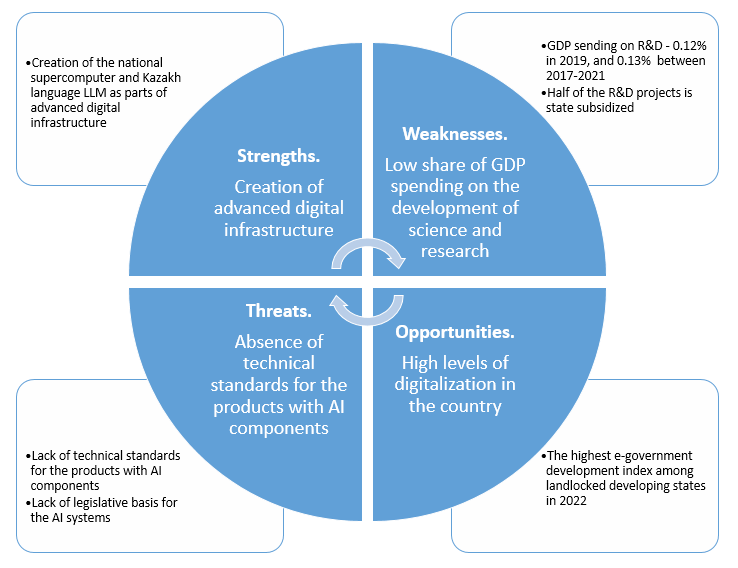 •Creation of the national
supercomputer and Kazakh
language LLM as parts of
advanced digital
infrastructure
•GDP sending on R&D - 0.12%
in 2019, and 0.13% between
2017-2021
•Half of the R&D projects is
state subsidized
Strengths.
Creation of
advanced digital
infrastructure
Weaknesses.
Low share of GDP
spending on the
development of
science and
research
Threats.
Absence of
technical
standards for the
products with AI
components
Opportunities.
High levels of
digitalization in
the country
•Lack of technical standards
for the products with AI
components
•Lack of legislative basis for
the AI systems
•The highest e-government
development index among
landlocked developing states
in 2022